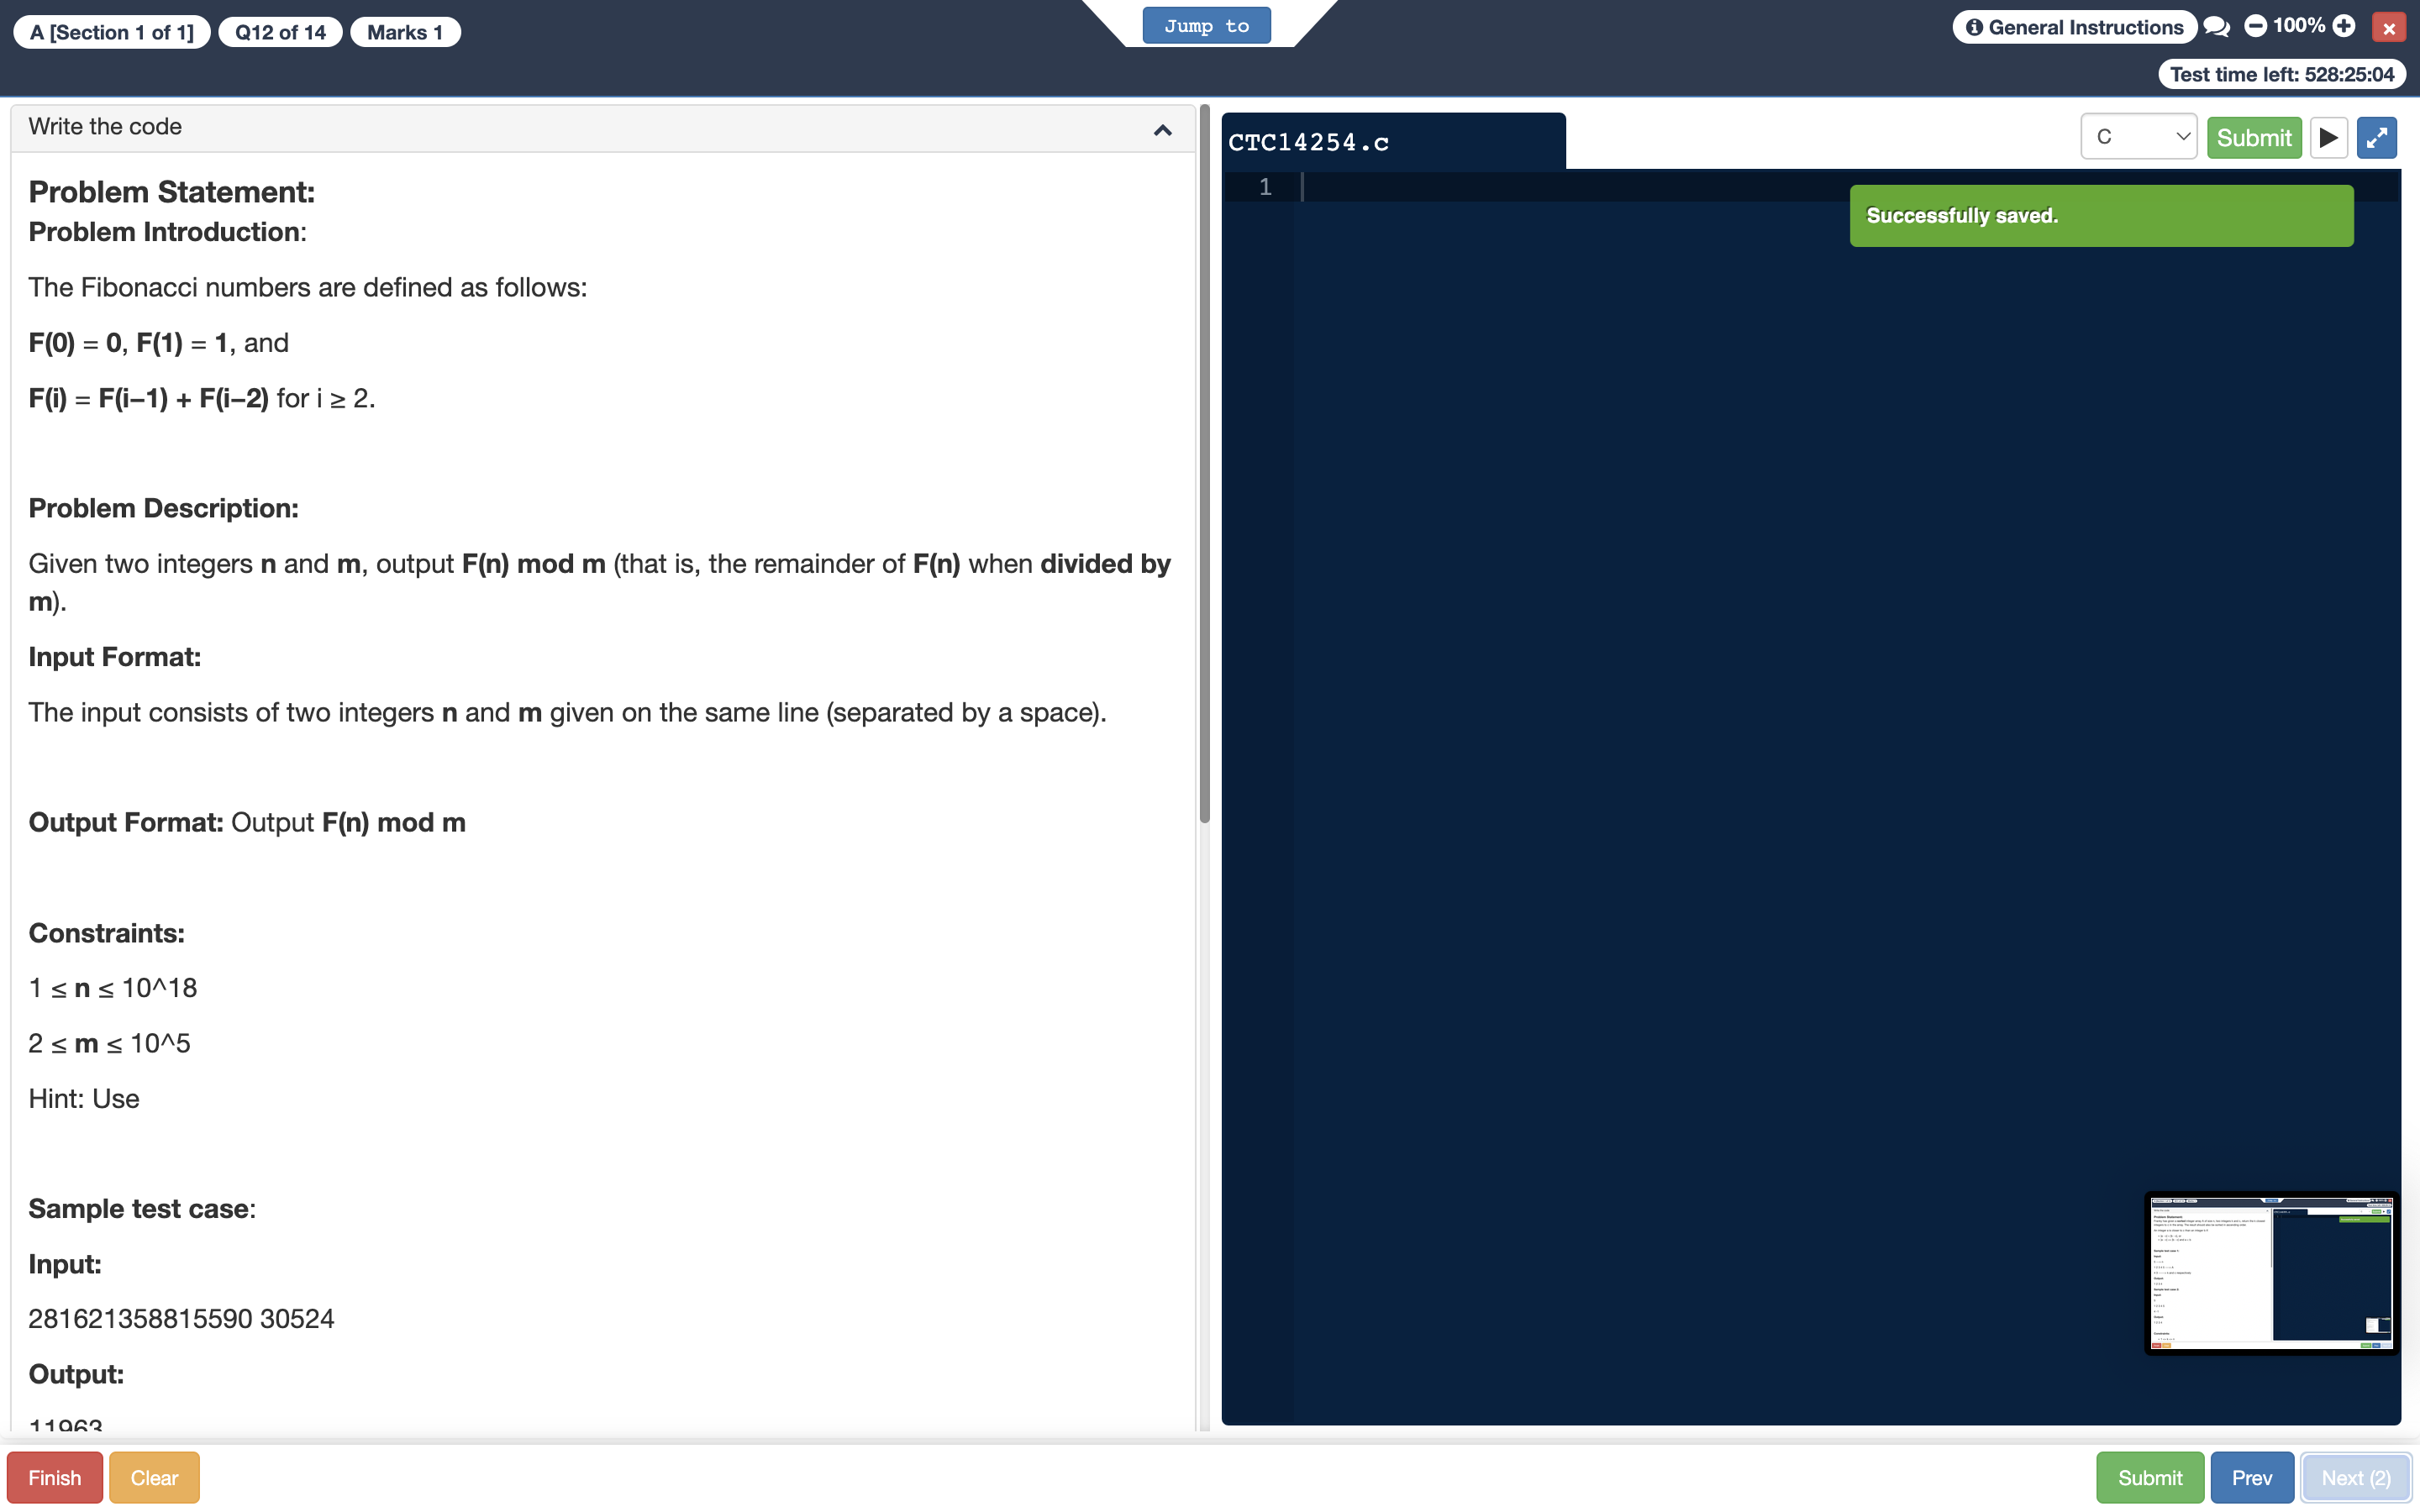 A [Section 1 of 1] Q12 of 14 Marks 1
Jump to
General Instructions 100%
Test time left: 528:25:04
Write the code
Problem Statement:
Problem Introduction:
The Fibonacci numbers are defined as follows:
F(0) = 0, F(1) = 1, and
F(i) = F(i–1) + F(i–2) for i ≥ 2.
Problem Description:
Given two integers n and m, output F(n) mod m (that is, the remainder of F(n) when divided by
m).
Input Format:
The input consists of two integers n and m given on the same line (separated by a space).
Output Format: Output F(n) mod m
Constraints:
1 ≤ n ≤ 10^18
2 ≤ m ≤ 10^5
Hint: Use
Sample test case:
Input:
281621358815590 30524
Output:
11963
CTC14254.c
C
Submit
1
Successfully saved.
Finish
Clear
Submit
Prev
Next (2)